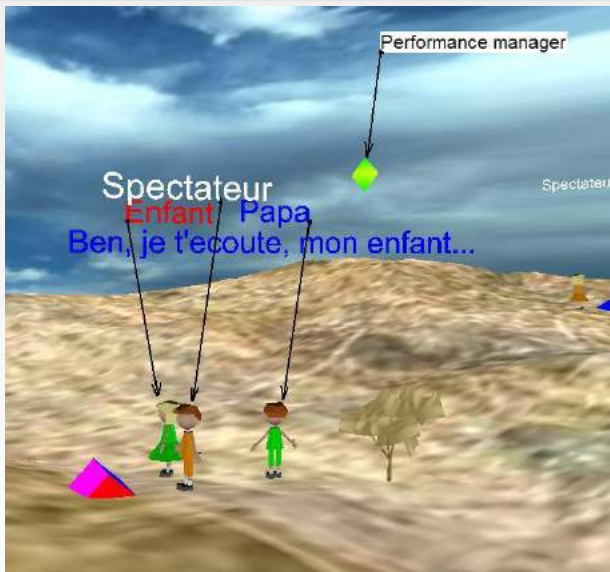 Performance manager
Spectateur
Spectateu
Enfant Papa
Ben, je t'ecoute, mon enfant...